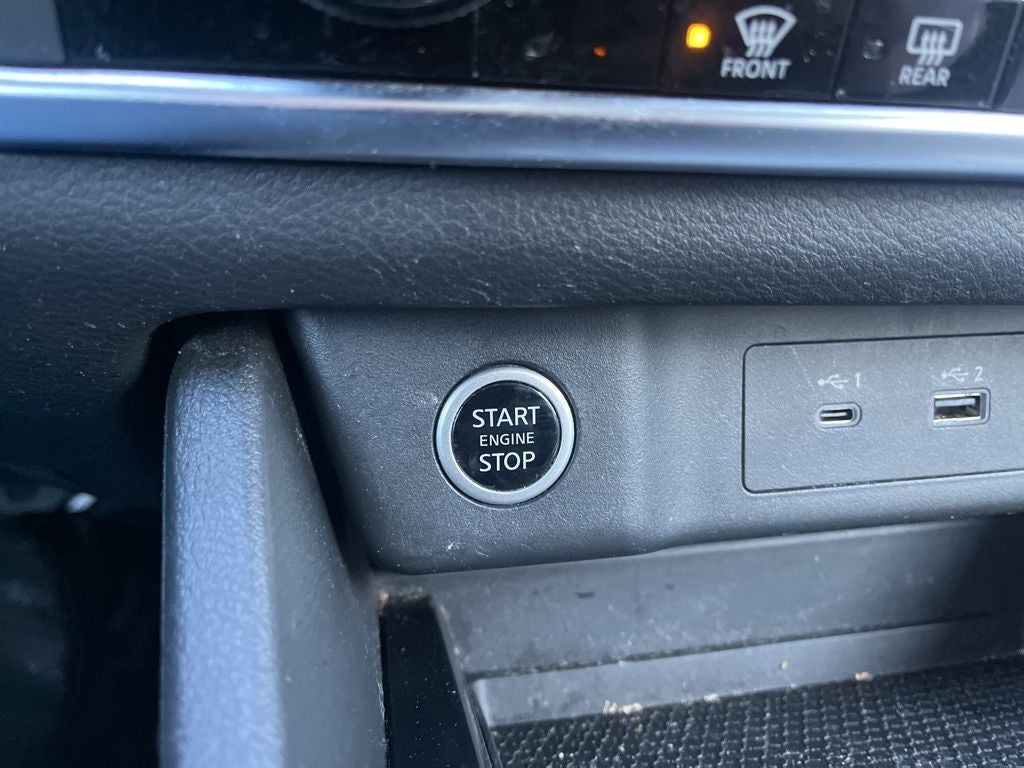 FRONT
REAR
1
2
START
ENGINE
STOP